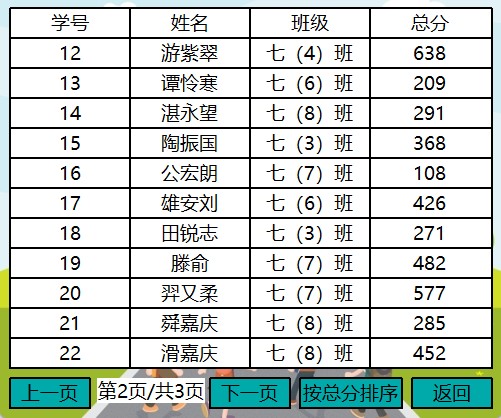 学号 姓名 班级 总分
12 游紫翠 七（4）班 638
13 谭怜寒 七（6）班 209
14 湛永望 七（8）班 291
15 陶振国 七（3）班 368
16 公宏朗 七（7）班 108
17 雄安刘 七（6）班 426
18 田锐志 七（3）班 271
19 滕俞 七（7）班 482
20 羿又柔 七（7）班 577
21 舜嘉庆 七（8）班 285
22 滑嘉庆 七（8）班 452
上一页 第2页/共3页 下一页 按总分排序 返回